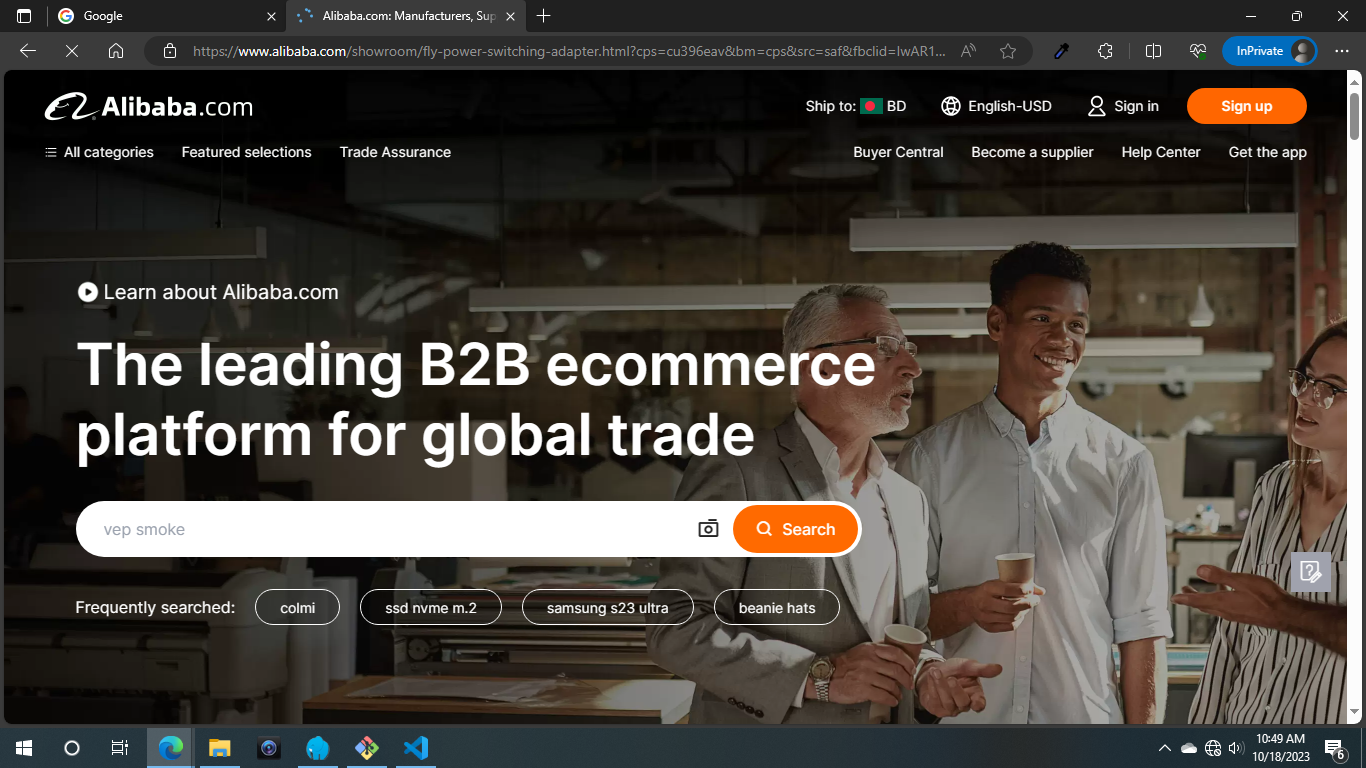 Google
Alibaba.com: Manufacturers, Sup
InPrivate
https://www.alibaba.com/showroom/fly-power-switching-adapter.html?cps=cu396eav&bm=cps&src=saf&fbclid=IwAR1...
Alibaba.com
Ship to: BD
English-USD
Sign in
Sign up
All categories
Featured selections
Trade Assurance
Buyer Central
Become a supplier
Help Center
Get the app
Learn about Alibaba.com
The leading B2B ecommerce
platform for global trade
vep smoke
Search
Frequently searched:
colmi
ssd nvme m.2
samsung s23 ultra
beanie hats
10:49 AM
10/18/2023
6